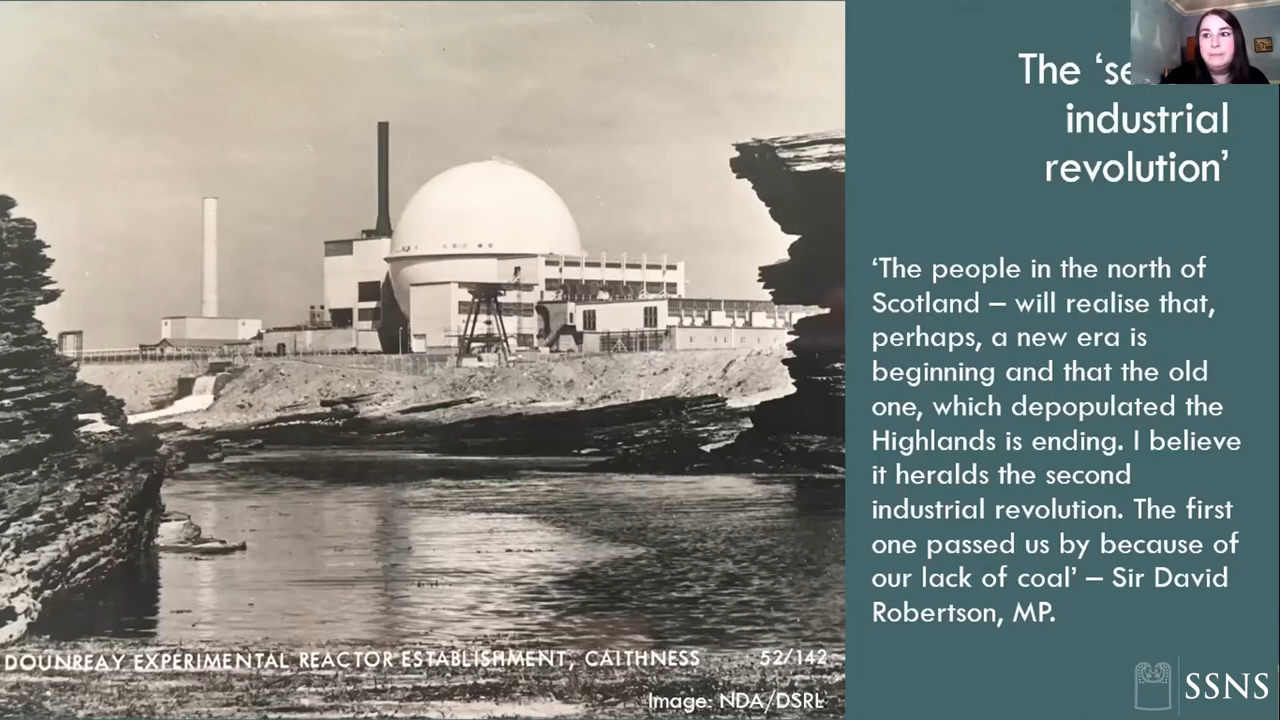 The ‘se
industrial
revolution’
‘The people in the north of
Scotland – will realise that,
perhaps, a new era is
beginning and that the old
one, which depopulated the
Highlands is ending. I believe
it heralds the second
industrial revolution. The first
one passed us by because of
our lack of coal’ – Sir David
Robertson, MP.
DOUNREAY EXPERIMENTAL REACTOR ESTABLISHMENT, CAITHNESS 52/142
Image: NDA/DSRL
SSNS